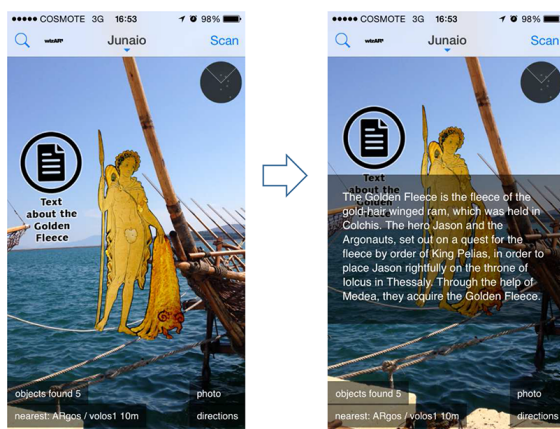 COSMOTE 3G 16:53 98%
wizARP Junaio Scan
Text
about the
Golden
Fleece
objects found 5 photo
nearest: ARgos / volos1 10m directions
COSMOTE 3G 16:53 98%
wizARP Junaio Scan
Text
about the
The Golden Fleece is the fleece of the
gold-hair winged ram, which was held in
Colchis. The hero Jason and the
Argonauts, set out on a quest for the
fleece by order of King Pelias, in order to
place Jason rightfully on the throne of
Iolcus in Thessaly. Through the help of
Medea, they acquire the Golden Fleece.
objects found 5 photo
nearest: ARgos / volos1 10m directions